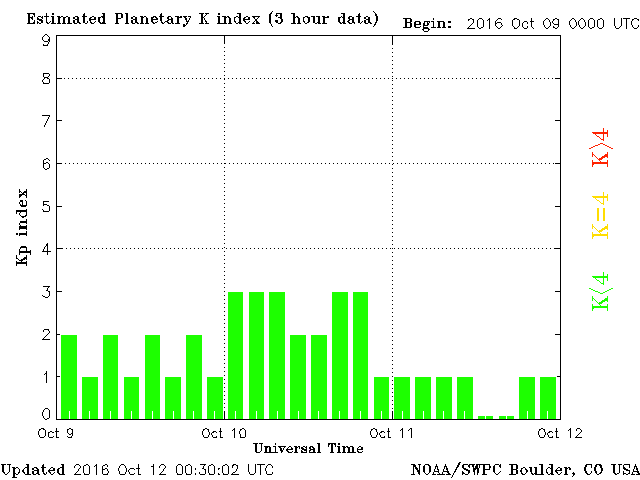 Estimated Planetary K index (3 hour data)
Begin: 2016 Oct 09 0000 UTC
9
8
7
6
5
4
3
2
1
0
Kp index
K>4
K=4
K<4
Oct 9 Oct 10 Oct 11 Oct 12
Universal Time
Updated 2016 Oct 12 00:30:02 UTC
NOAA/SWPC Boulder, CO USA